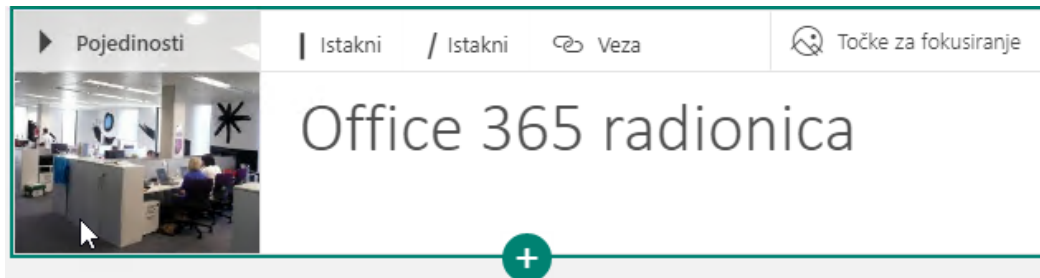 Pojedinosti | Istakni / Istakni Veza Točke za fokusiranje
Office 365 radionica